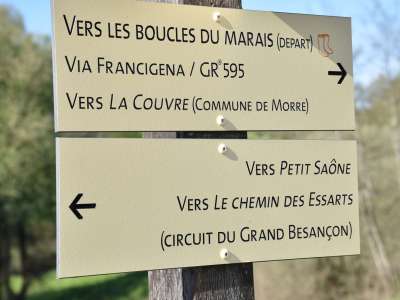 VERS LES BOUCLES DU MARAIS (DEPART)
VIA FRANCIGENA / GR®595
VERS LA COUVRE (COMMUNE DE MORRE)
VERS PETIT SAÔNE
VERS LE CHEMIN DES ESSARTS
(CIRCUIT DU GRAND BESANÇON)